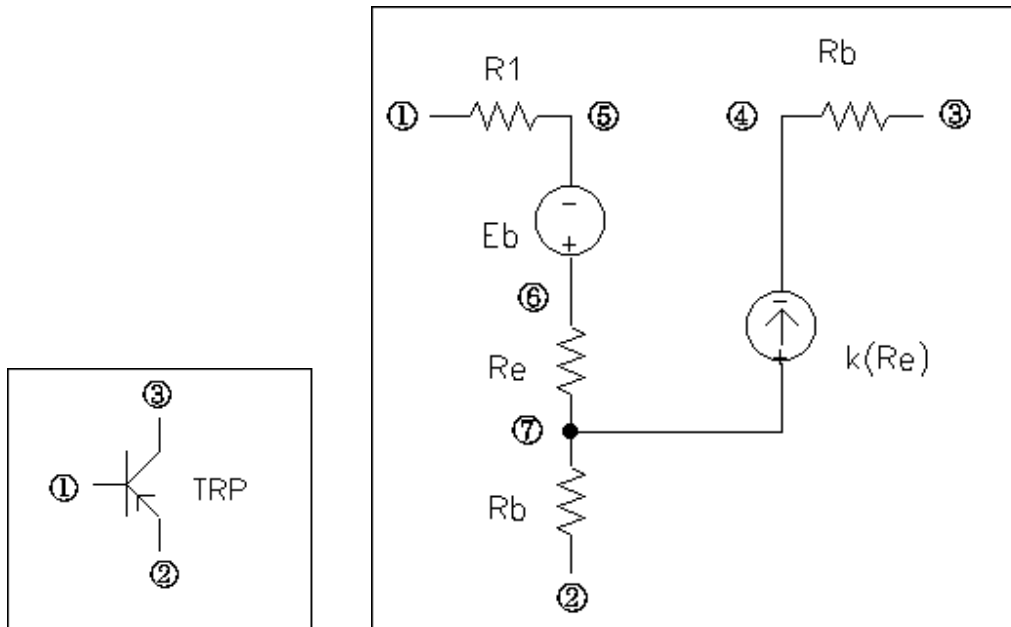 R1
Rb
① ⑤ ④ ③
−
Eb
+
⑥
−
Re
k(Re)
+
③
⑦
① TRP
Rb
②
②